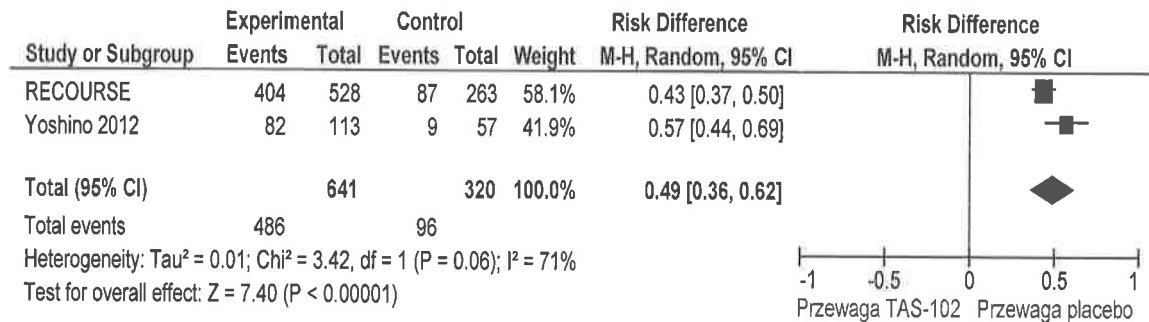 Experimental Control Risk Difference Risk Difference
Study or Subgroup Events Total Events Total Weight M-H, Random, 95% CI M-H, Random, 95% CI
RECOURSE 404 528 87 263 58.1% 0.43 [0.37, 0.50]
Yoshino 2012 82 113 9 57 41.9% 0.57 [0.44, 0.69]
Total (95% CI) 641 320 100.0% 0.49 [0.36, 0.62]
Total events 486 96
Heterogeneity: Tau² = 0.01; Chi² = 3.42, df = 1 (P = 0.06); I² = 71%
Test for overall effect: Z = 7.40 (P < 0.00001)
-1 -0.5 0 0.5 1
Przewaga TAS-102 Przewaga placebo